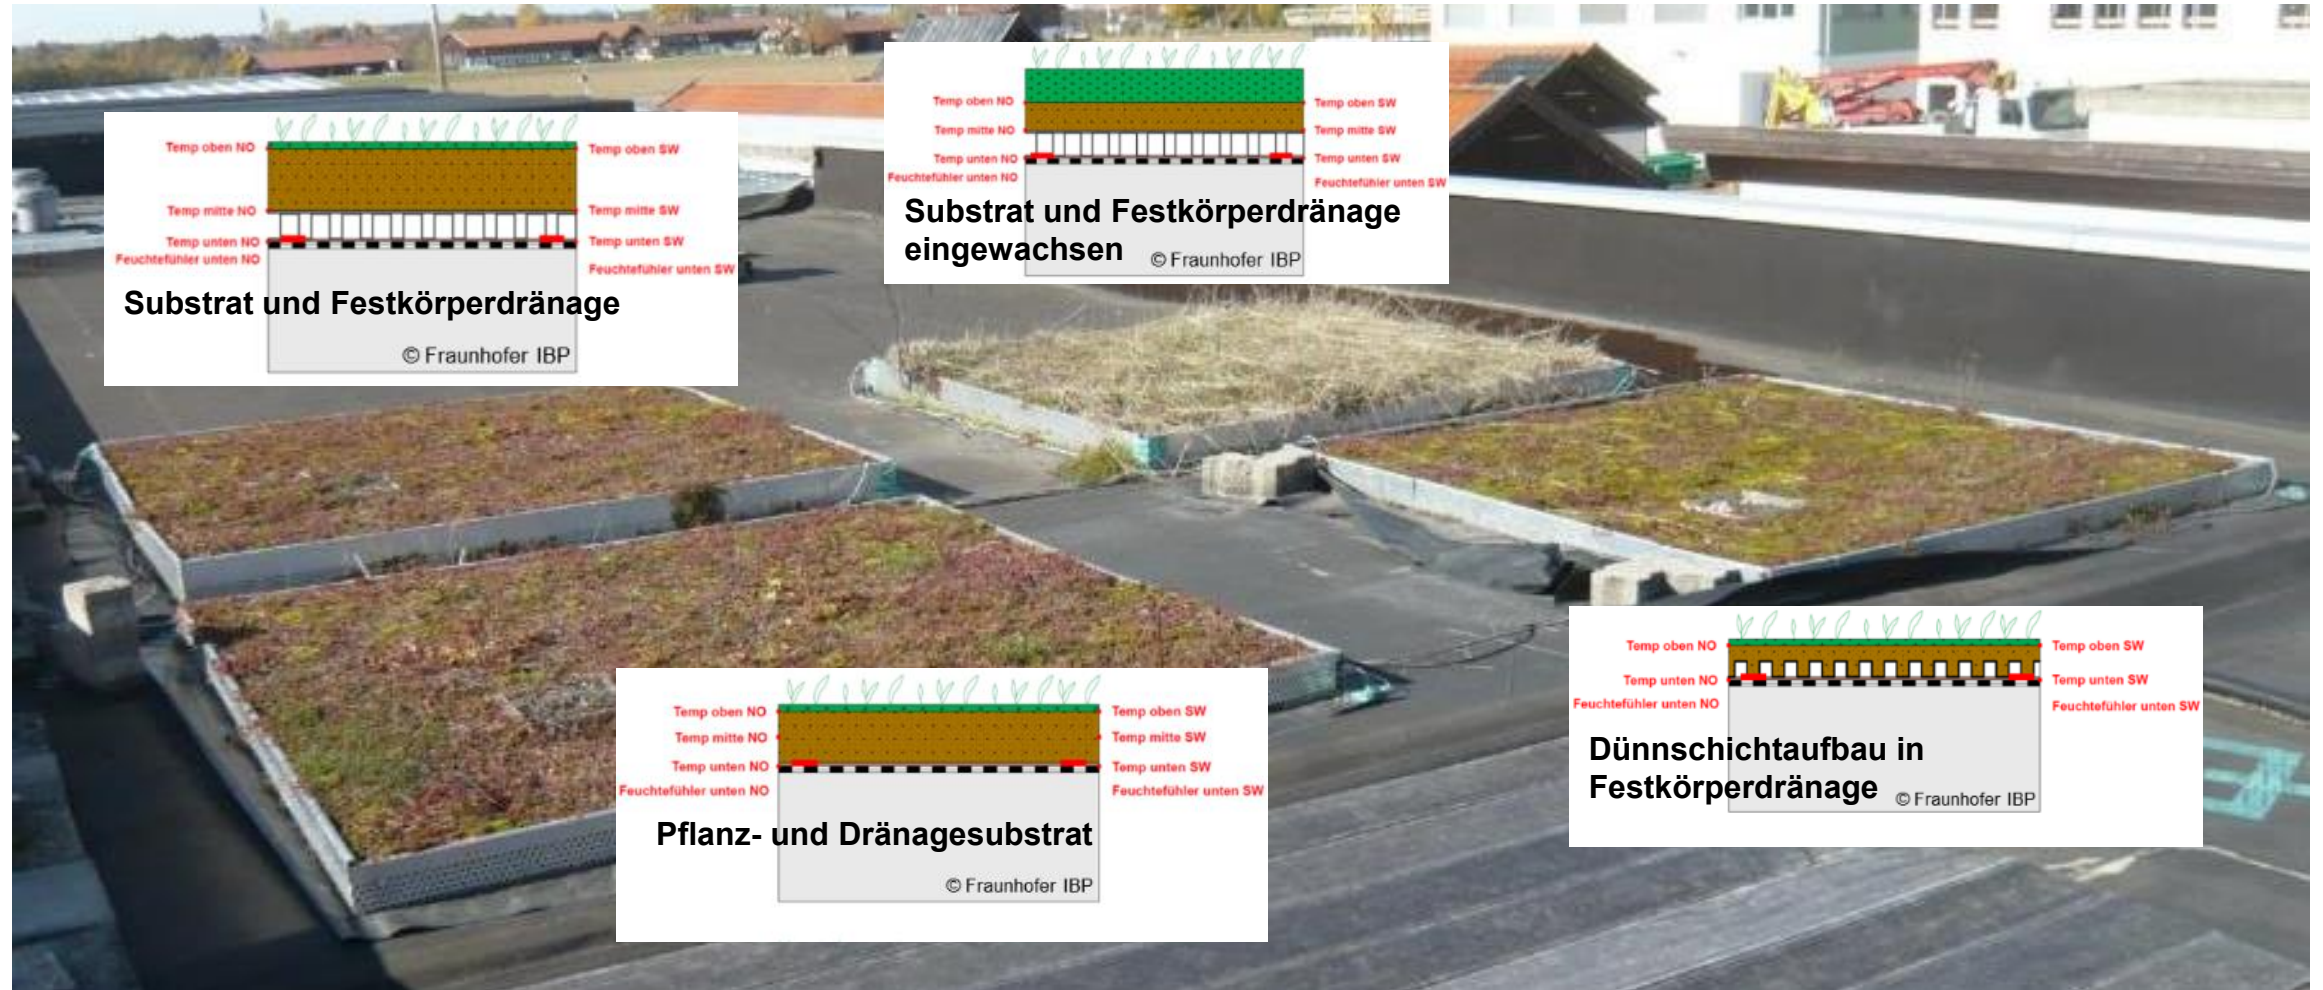 Temp oben NO
Temp oben SW
Temp mitte NO
Temp mitte SW
Temp unten NO
Temp unten SW
Feuchtefühler unten NO
Feuchtefühler unten SW
Substrat und Festkörperdränage
© Fraunhofer IBP
Temp oben NO
Temp oben SW
Temp mitte NO
Temp mitte SW
Temp unten NO
Temp unten SW
Feuchtefühler unten NO
Feuchtefühler unten SW
Substrat und Festkörperdränage
eingewachsen
© Fraunhofer IBP
Temp oben NO
Temp oben SW
Temp mitte NO
Temp mitte SW
Temp unten NO
Temp unten SW
Feuchtefühler unten NO
Feuchtefühler unten SW
Pflanz- und Dränagesubstrat
© Fraunhofer IBP
Temp oben NO
Temp oben SW
Temp unten NO
Temp unten SW
Feuchtefühler unten NO
Feuchtefühler unten SW
Dünnschichtaufbau in
Festkörperdränage
© Fraunhofer IBP